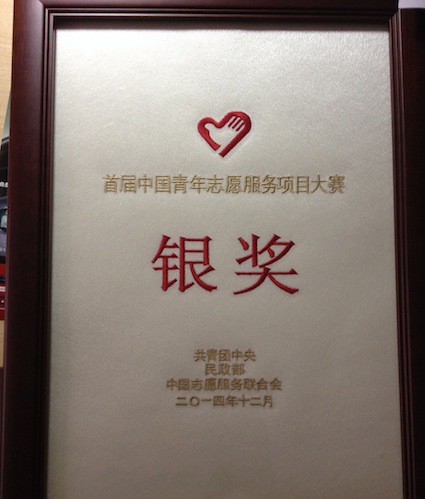 首届中国青年志愿服务项目大赛
银奖
共青团中央
民政部
中国志愿服务联合会
二〇一四年十二月